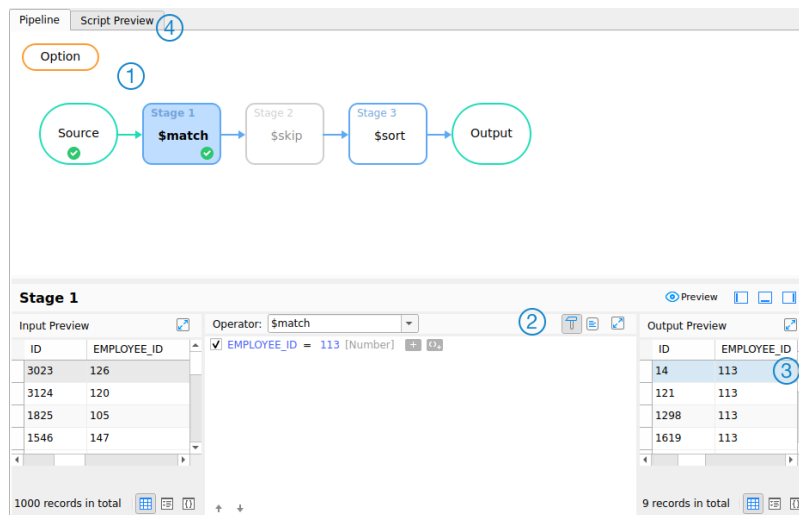 Pipeline Script Preview
4
Option
1
Stage 1 Stage 2 Stage 3
Source $match $skip $sort Output
Stage 1 Preview
Input Preview Operator: $match 2 Output Preview
ID EMPLOYEE_ID EMPLOYEE_ID = 113 [Number] ID EMPLOYEE_ID
3023 126 14 113 3
3124 120 121 113
1825 105 1298 113
1546 147 1619 113
1000 records in total 9 records in total